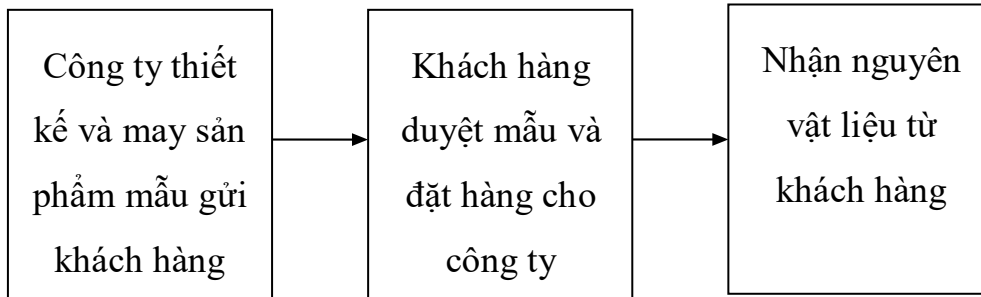 Công ty thiết
kế và may sản
phẩm mẫu gửi
khách hàng
Khách hàng
duyệt mẫu và
đặt hàng cho
công ty
Nhận nguyên
vật liệu từ
khách hàng